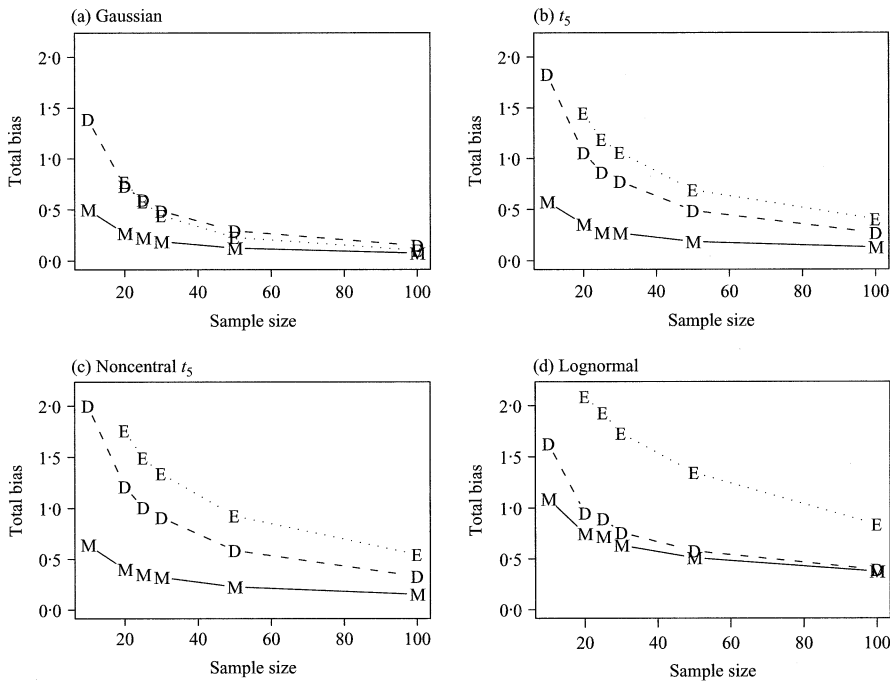 (a) Gaussian
Total bias
2·0
1·5
1·0
0·5
0·0
D
D
D
D
D
D
E
E
E
E
E
M
M
M
M
M
M
20
40
60
80
100
Sample size
(b) t5
Total bias
2·0
1·5
1·0
0·5
0·0
D
D
D
D
D
D
E
E
E
E
E
M
M
M
M
M
M
20
40
60
80
100
Sample size
(c) Noncentral t5
Total bias
2·0
1·5
1·0
0·5
0·0
D
D
D
D
D
D
E
E
E
E
E
M
M
M
M
M
M
20
40
60
80
100
Sample size
(d) Lognormal
Total bias
2·0
1·5
1·0
0·5
0·0
D
D
D
D
D
D
E
E
E
E
E
M
M
M
M
M
M
20
40
60
80
100
Sample size